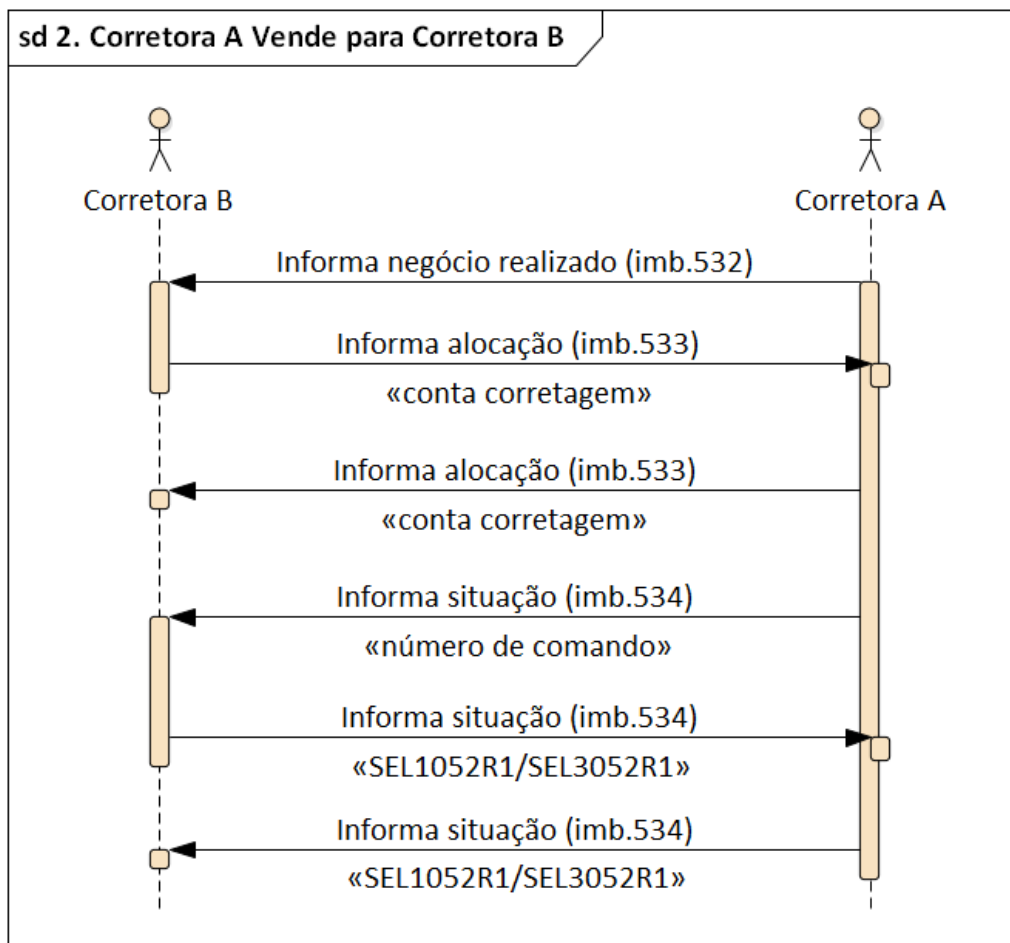 sd 2. Corretora A Vende para Corretora B
Corretora B
Corretora A
Informa negócio realizado (imb.532)
Informa alocação (imb.533)
«conta corretagem»
Informa alocação (imb.533)
«conta corretagem»
Informa situação (imb.534)
«número de comando»
Informa situação (imb.534)
«SEL1052R1/SEL3052R1»
Informa situação (imb.534)
«SEL1052R1/SEL3052R1»